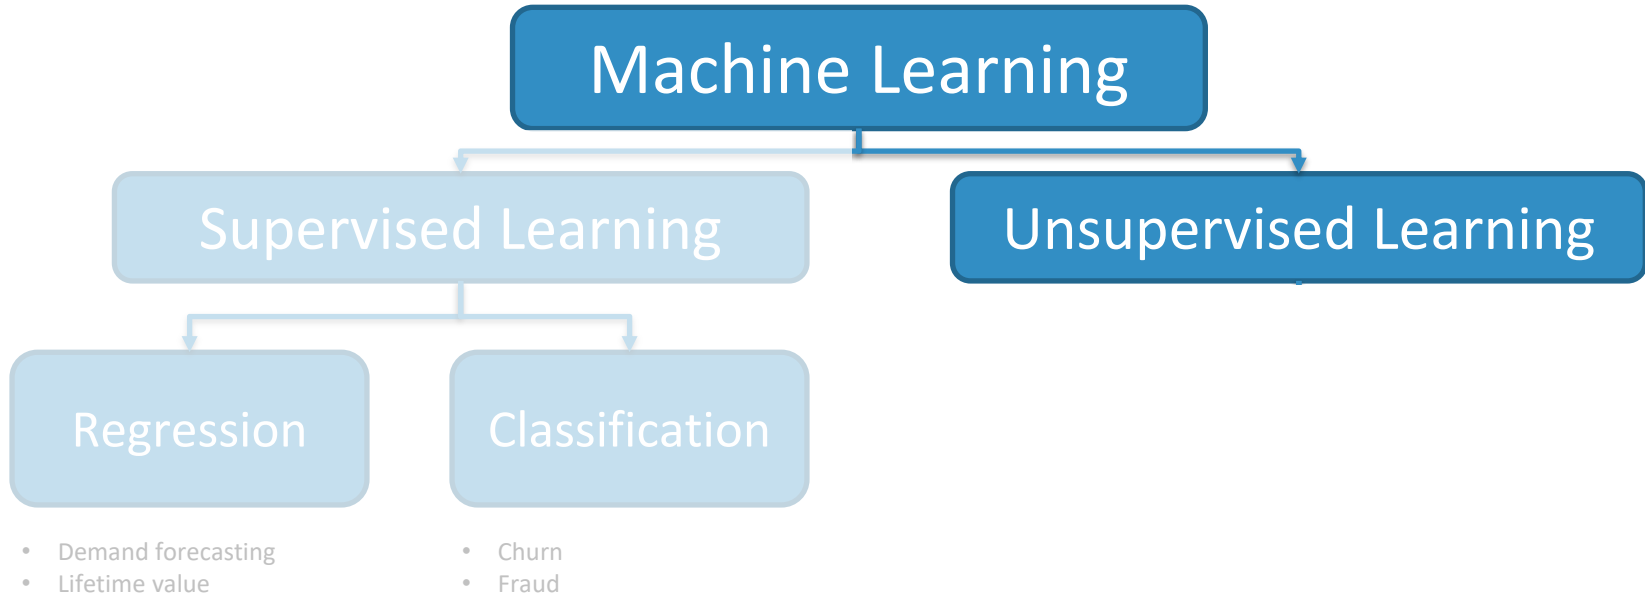 Machine Learning
Supervised Learning
Unsupervised Learning
Regression
Classification
• Demand forecasting
• Lifetime value
• Churn
• Fraud